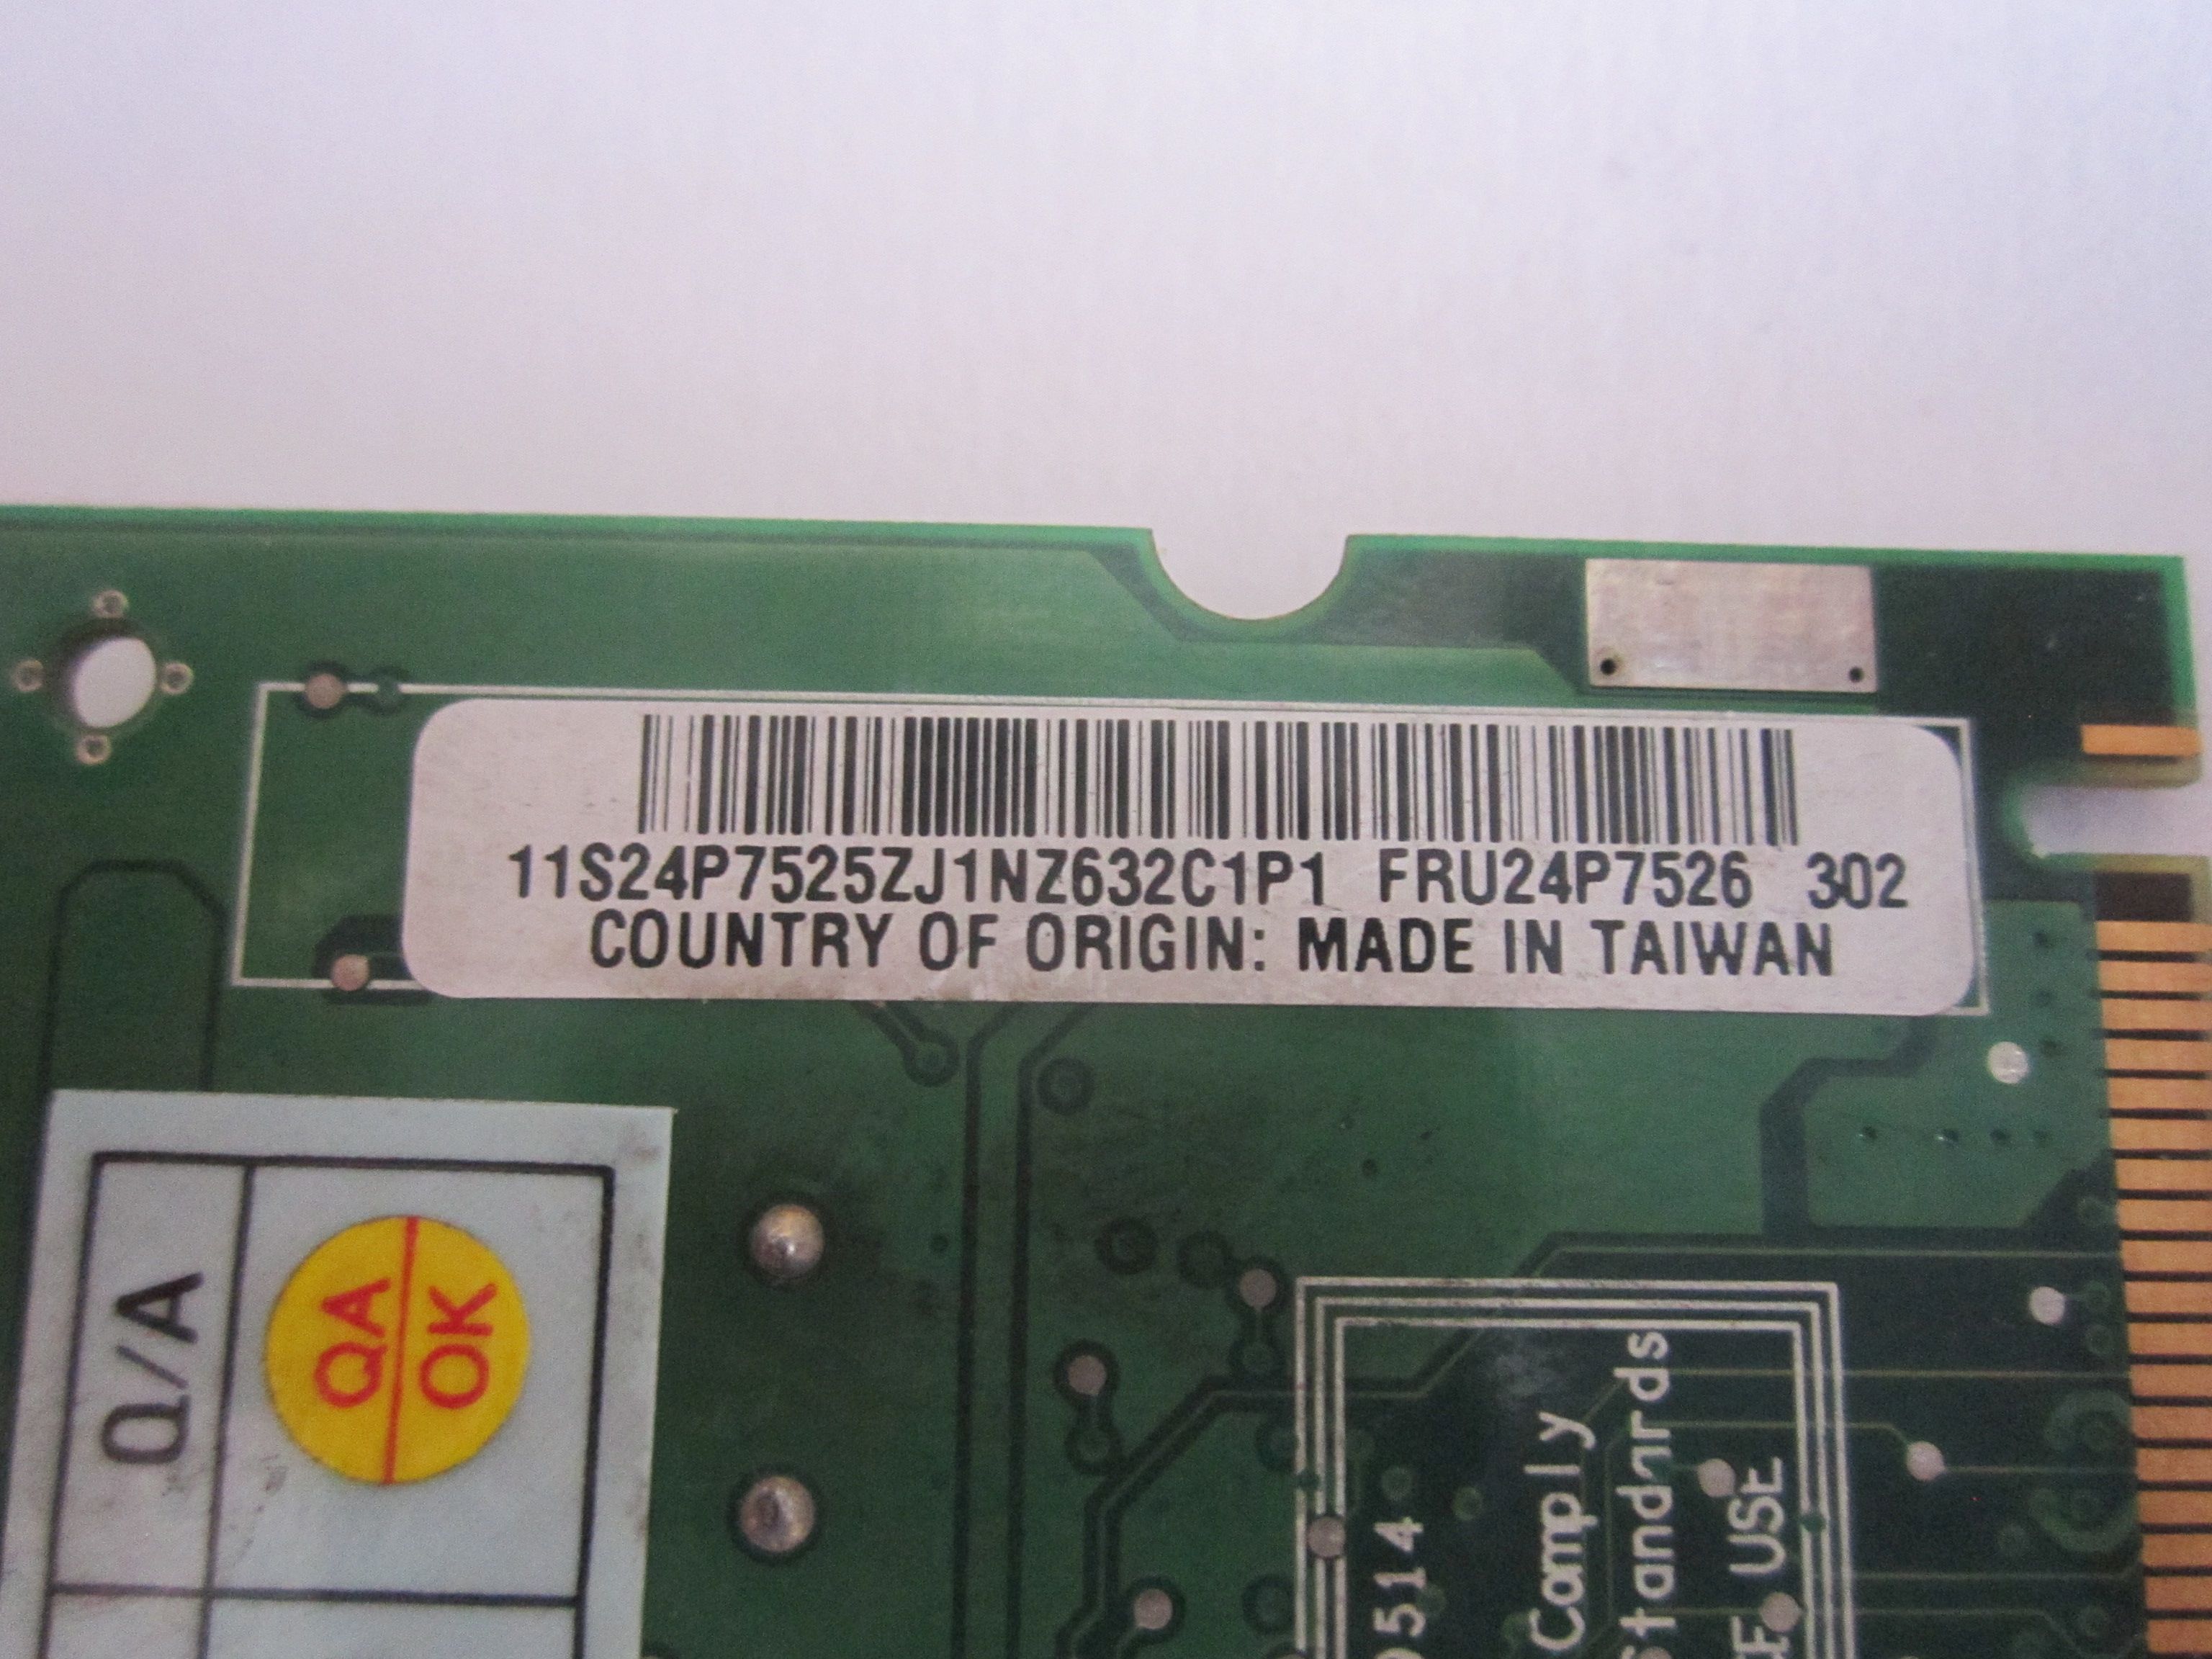 11S24P7525ZJ1NZ632C1P1 FRU24P7526 302
COUNTRY OF ORIGIN: MADE IN TAIWAN
Q/A
QA
OK
0514
Comply
Standards
USE